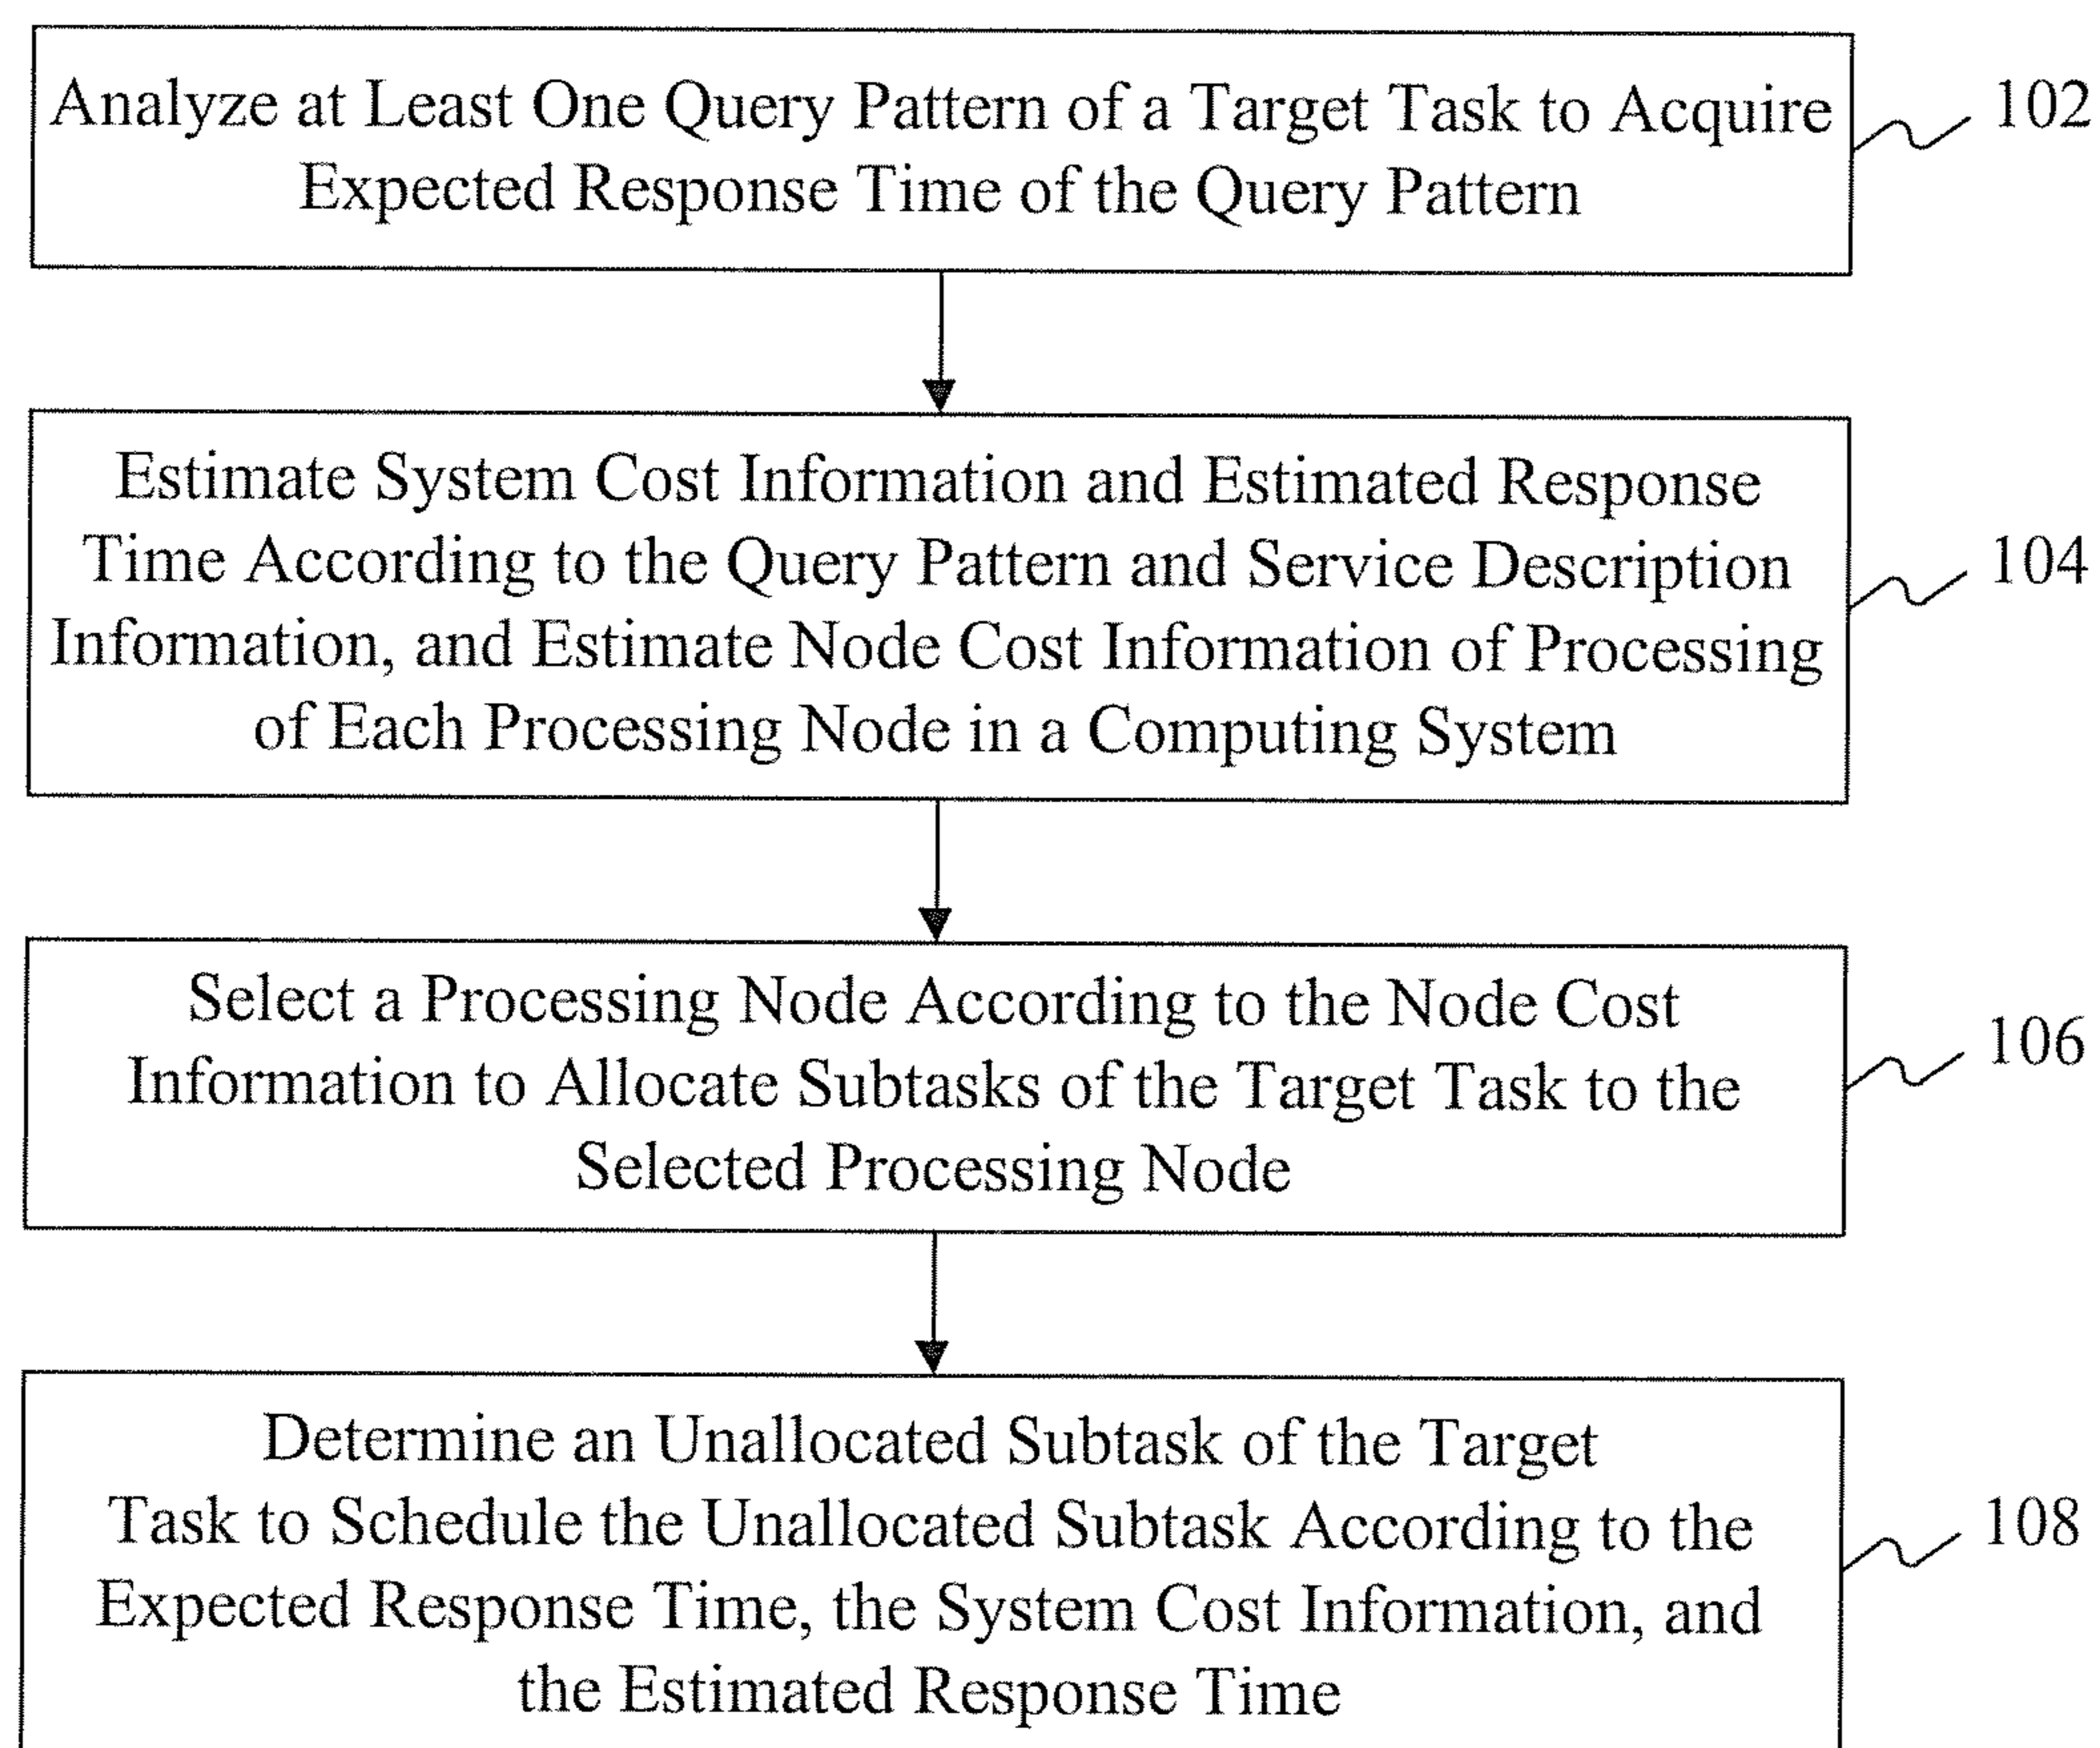 Analyze at Least One Query Pattern of a Target Task to Acquire
Expected Response Time of the Query Pattern
102
Estimate System Cost Information and Estimated Response
Time According to the Query Pattern and Service Description
Information, and Estimate Node Cost Information of Processing
of Each Processing Node in a Computing System
104
Select a Processing Node According to the Node Cost
Information to Allocate Subtasks of the Target Task to the
Selected Processing Node
106
Determine an Unallocated Subtask of the Target
Task to Schedule the Unallocated Subtask According to the
Expected Response Time, the System Cost Information, and
the Estimated Response Time
108